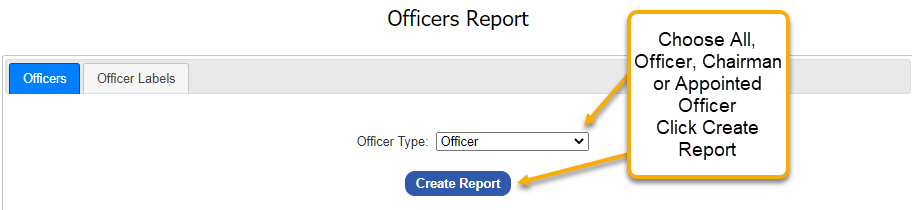 Officers Report
Officers
Officer Labels
Officer Type: Officer
Create Report
Choose All,
Officer, Chairman
or Appointed
Officer
Click Create
Report